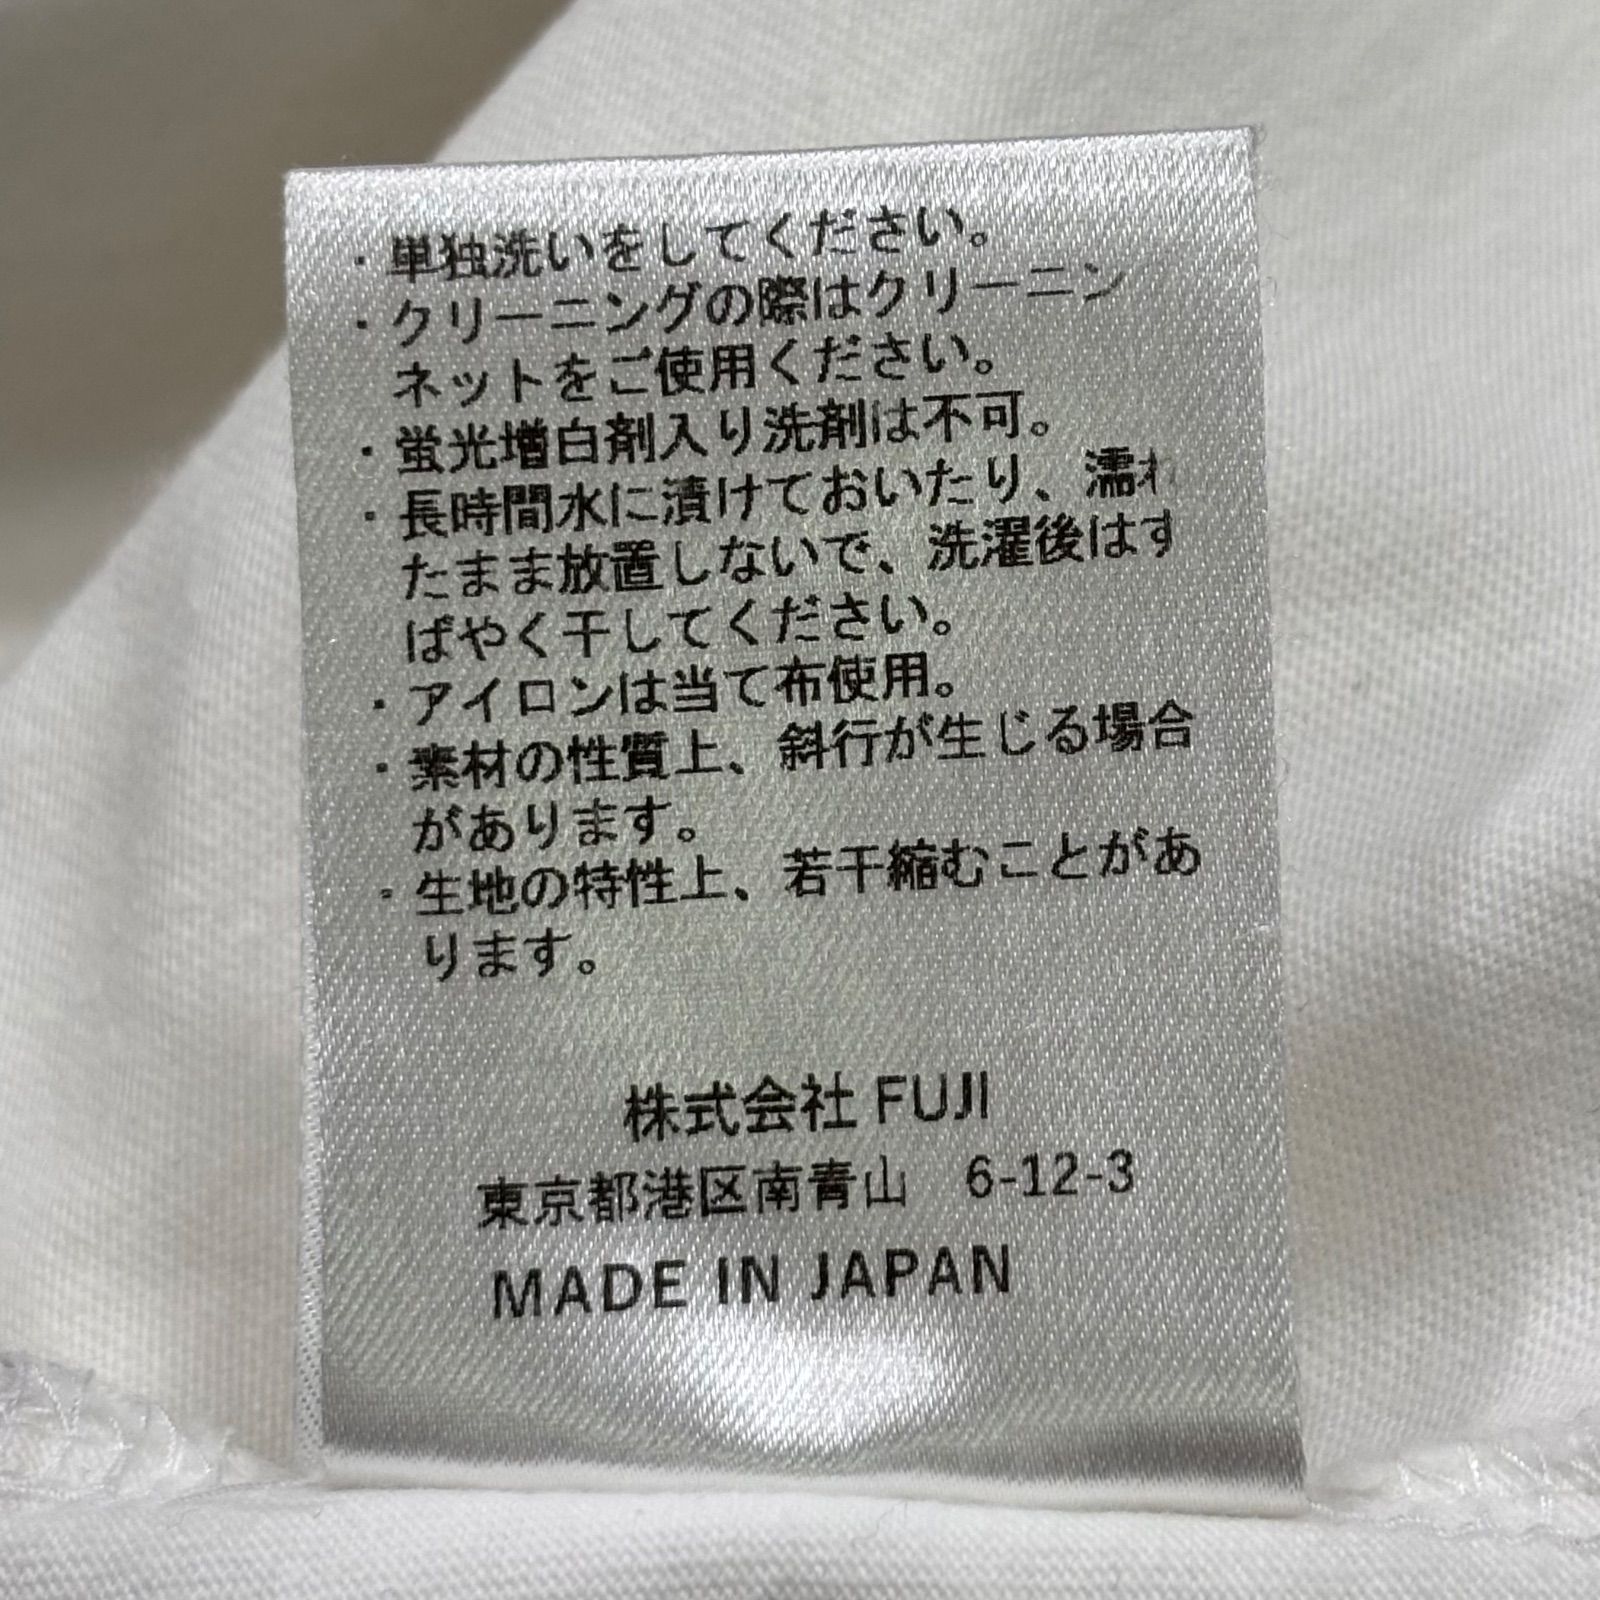 ・単独洗いをしてください。
・クリーニングの際はクリーニン
ネットをご使用ください。
・蛍光増白剤入り洗剤は不可。
・長時間水に漬けておいたり、濡れ
たまま放置しないで、洗濯後はす
ばやく干してください。
・アイロンは当て布使用。
・素材の性質上、斜行が生じる場合
があります。
・生地の特性上、若干縮むことがあ
ります。
株式会社 FUJI
東京都港区南青山 6-12-3
MADE IN JAPAN